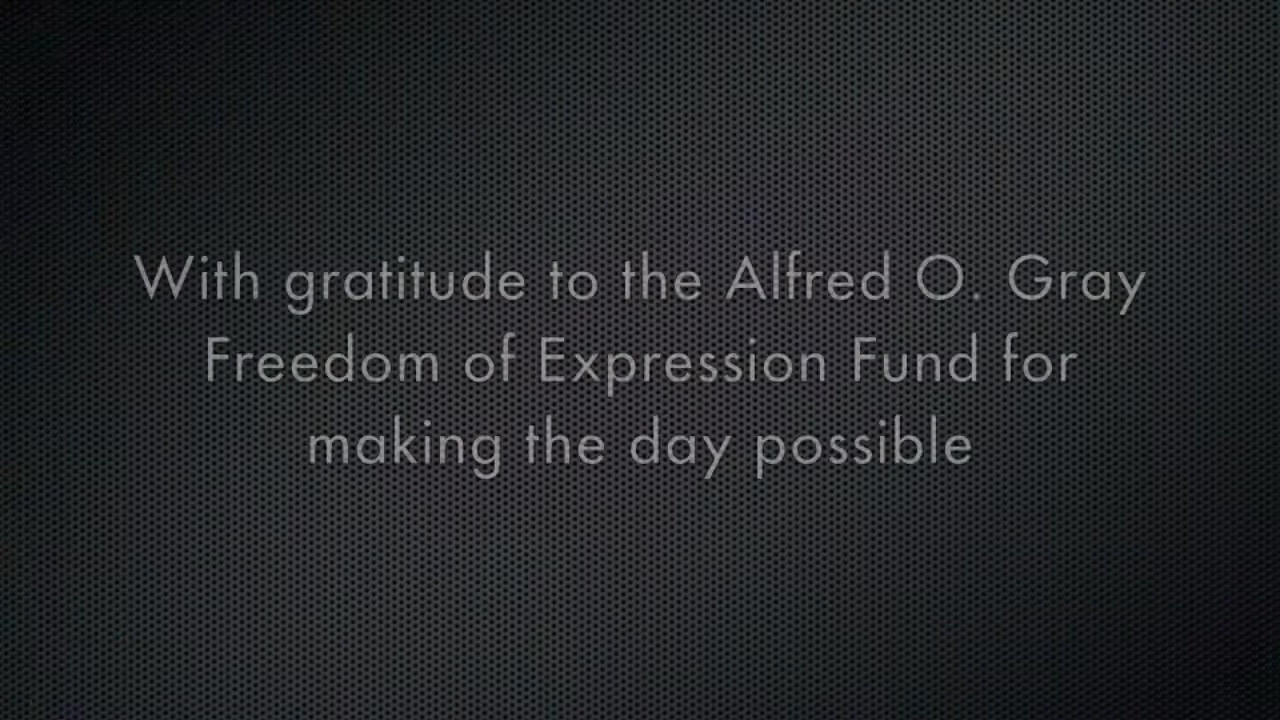 With gratitude to the Alfred O. Gray
Freedom of Expression Fund for
making the day possible